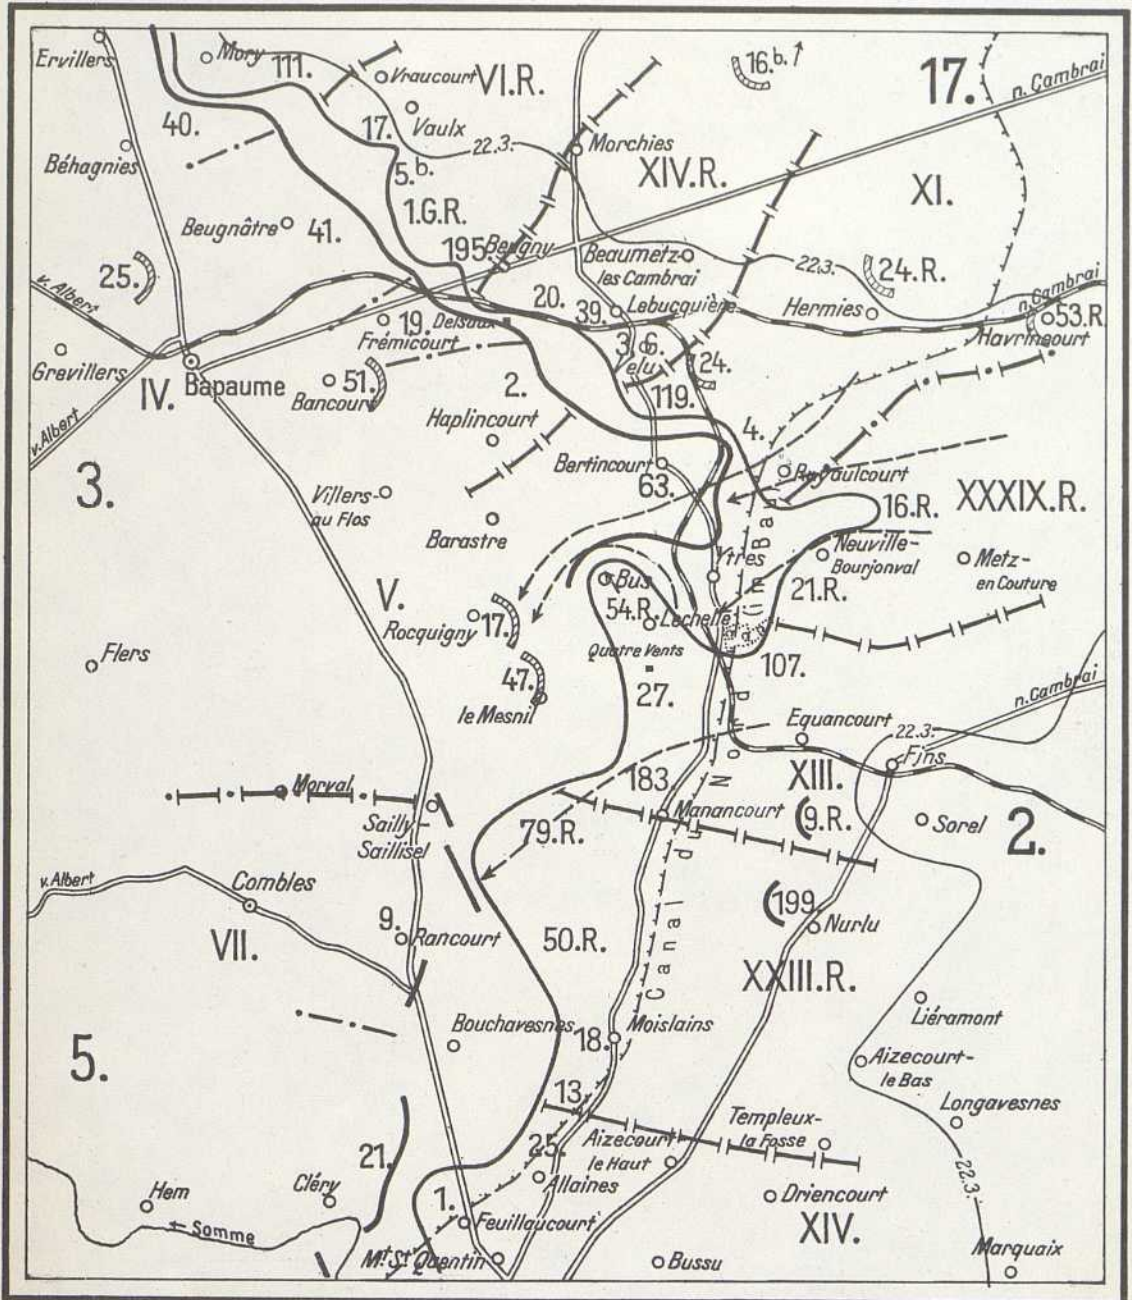 Ervillers
Mory
111.
Vraucourt
VI.R.
16.b.
17.
n. Cambrai
40.
17.
Vaulx
22.3.
Morchies
Béhagnies
5.b.
XIV.R.
XI.
1.G.R.
Beugnâtre
41.
195.
Beugny
Beaumetz-
les Cambrai
22.3.
24.R.
25.
v. Albert
20.
39.
Lebucquière
Hermies
n. Cambrai
53.R.
19.
Delsaux
Frémicourt
Havrincourt
Grevillers
IV.
Bapaume
51.
Bancourt
2.
3.
6.
elu
24.
119.
v. Albert
Haplincourt
4.
3.
Bertincourt
63.
Ruyaulcourt
Villers-
au Flos
16.R.
XXXIX.R.
Barastre
Neuville-
Bourjonval
Metz-
en Couture
Ytres
(im Bau)
V.
Bus
21.R.
54.R.
Lechelle
Rocquigny
17.
Quatre Vents
Flers
47.
le Mesnil
27.
107.
n. Cambrai
Equancourt
22.3.
Fins
XIII.
183
Morval
Manancourt
9.R.
Sorel
2.
Sailly-
Saillisel
79.R.
v. Albert
Combles
199.
9.
Rancourt
Nurlu
VII.
50.R.
XXIII.R.
Canal du Nord
Liéramont
Bouchavesnes
18.
Moislains
5.
Aizecourt-
le Bas
13.
Longavesnes
Templeux-
la Fosse
21.
25.
Aizecourt
le Haut
22.3.
Hem
Cléry
Allaines
1.
Driencourt
Somme
Feuillaucourt
XIV.
Mt St Quentin
Bussu
Marquaix